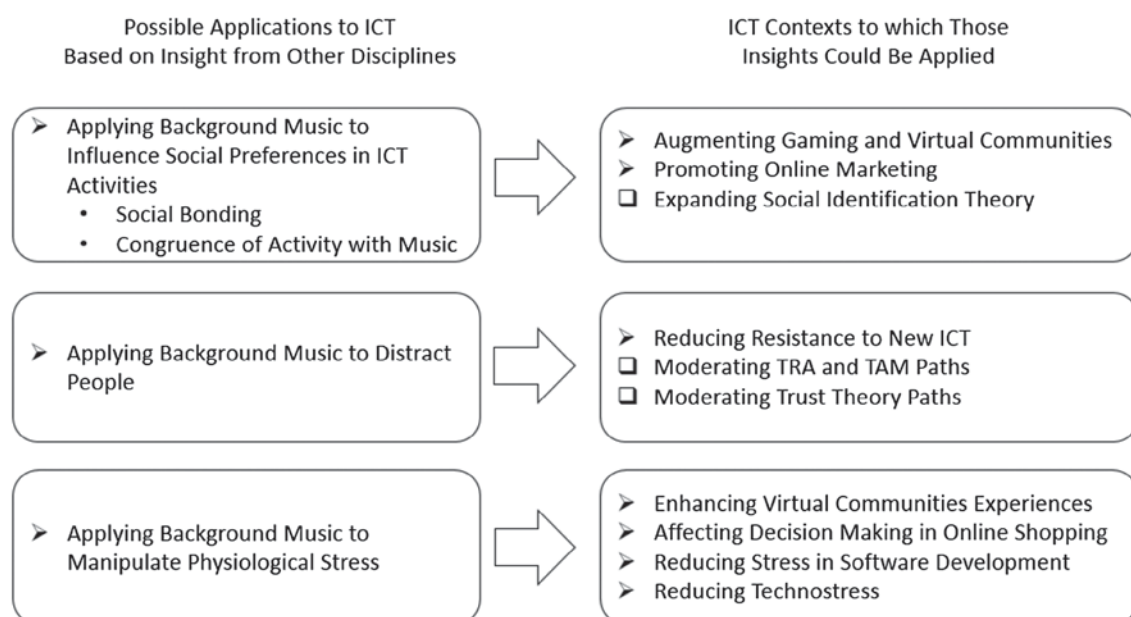 Possible Applications to ICT
Based on Insight from Other Disciplines
ICT Contexts to which Those
Insights Could Be Applied
➢ Applying Background Music to
Influence Social Preferences in ICT
Activities
• Social Bonding
• Congruence of Activity with Music
➢ Augmenting Gaming and Virtual Communities
➢ Promoting Online Marketing
❑ Expanding Social Identification Theory
➢ Applying Background Music to Distract
People
➢ Reducing Resistance to New ICT
❑ Moderating TRA and TAM Paths
❑ Moderating Trust Theory Paths
➢ Applying Background Music to
Manipulate Physiological Stress
➢ Enhancing Virtual Communities Experiences
➢ Affecting Decision Making in Online Shopping
➢ Reducing Stress in Software Development
➢ Reducing Technostress